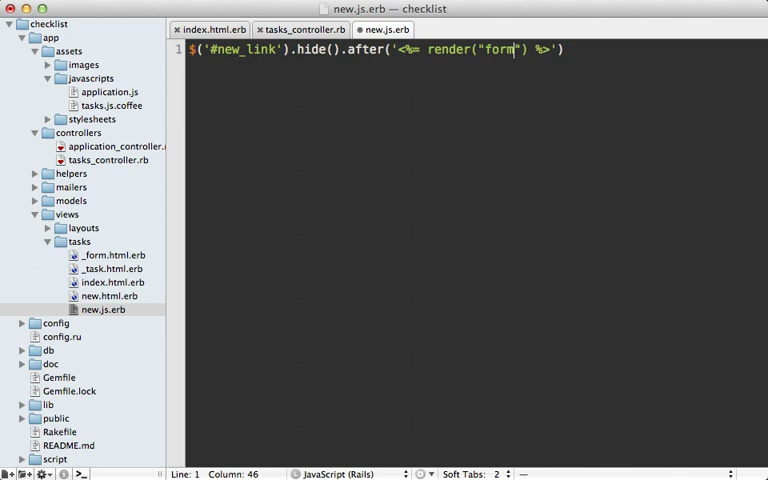 new.js.erb — checklist
index.html.erb
tasks_controller.rb
new.js.erb
checklist
app
assets
images
javascripts
application.js
tasks.js.coffee
stylesheets
controllers
application_controller.r
tasks_controller.rb
helpers
mailers
models
views
layouts
tasks
_form.html.erb
_task.html.erb
index.html.erb
new.html.erb
new.js.erb
config
config.ru
db
doc
Gemfile
Gemfile.lock
lib
public
Rakefile
README.md
script
1 $('#new_link').hide().after('<%= render("form") %>')
Line: 1 Column: 46
JavaScript (Rails)
Soft Tabs: 2
—